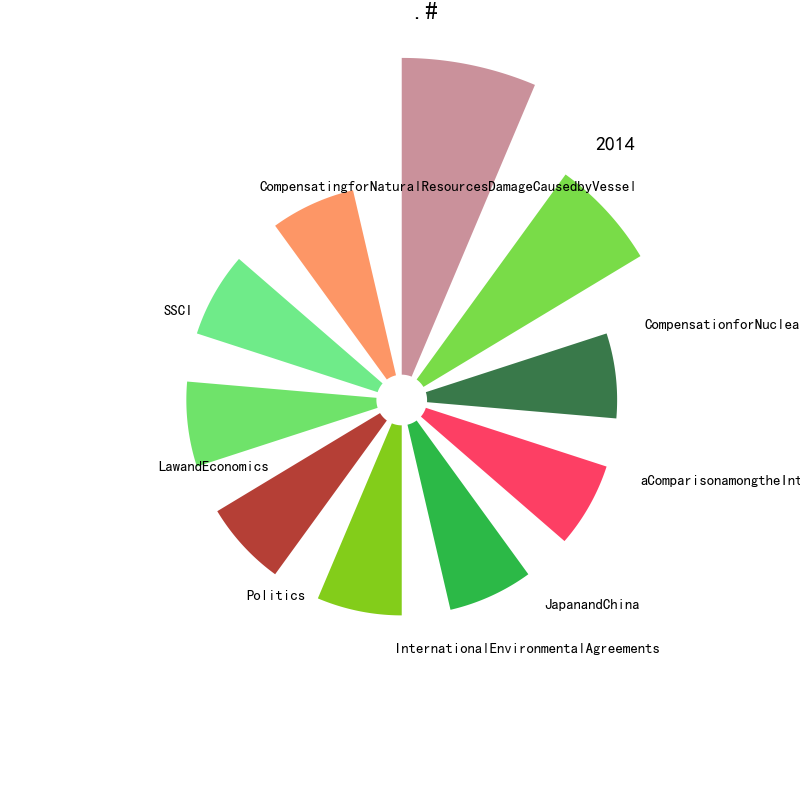 .#
2014
CompensatingforNaturalResourcesDamageCausedbyVessel
SSCI
CompensationforNuclea
LawandEconomics
aComparisonamongtheInt
Politics
JapanandChina
InternationalEnvironmentalAgreements